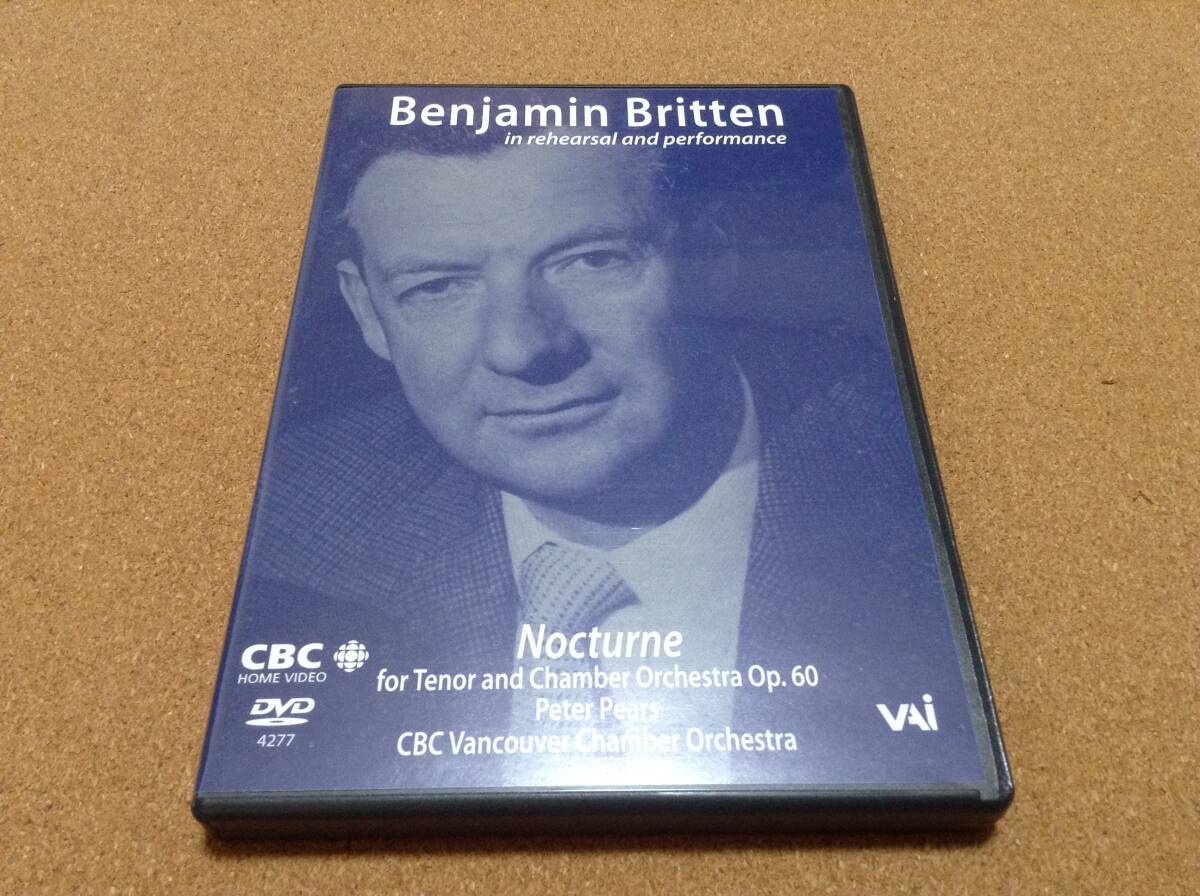 Benjamin Britten
in rehearsal and performance
Nocturne
for Tenor and Chamber Orchestra Op. 60
Peter Pears
CBC Vancouver Chamber Orchestra
CBC
HOME VIDEO
DVD
4277
VAI